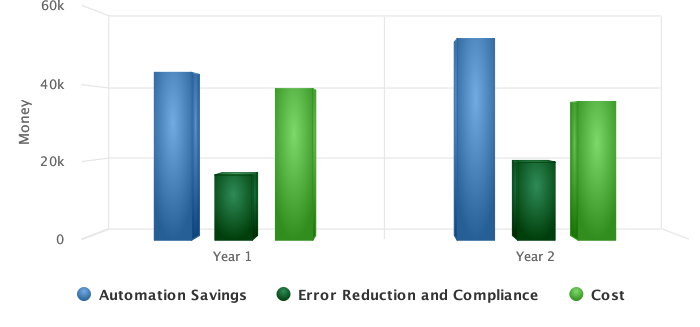 60k
40k
20k
0
Money
Year 1
Year 2
Automation Savings
Error Reduction and Compliance
Cost